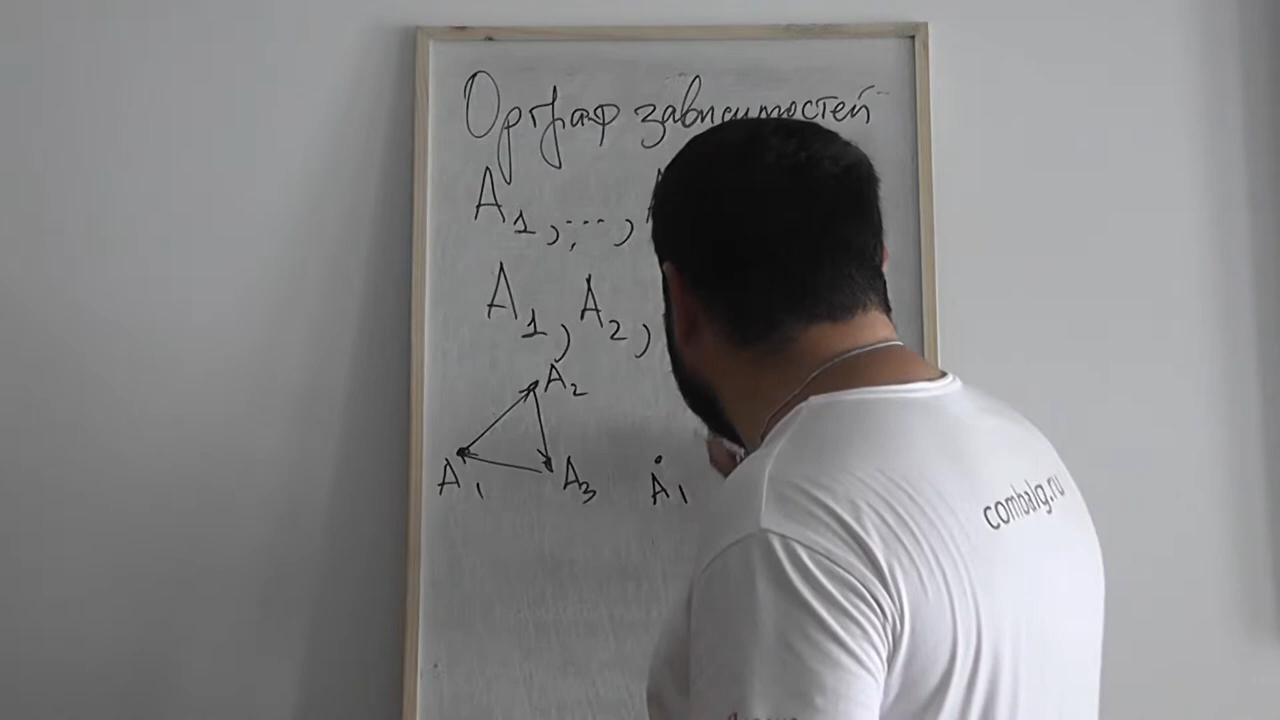 Орграф зависимостей
A₁, ..., A
A₁, A₂,
A₂
A₁ A₃ A₁
combalg.ru